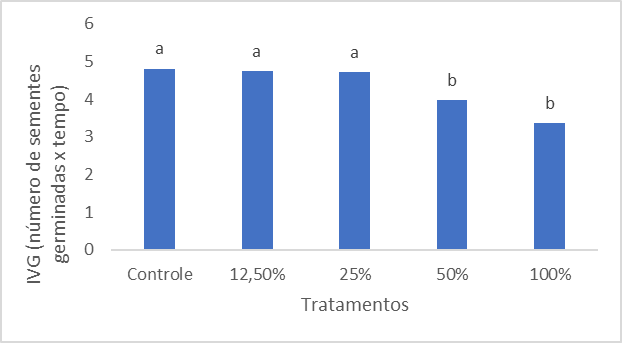 6
5
4
3
2
1
0
IVG (número de sementes
germinadas x tempo)
a
a
a
b
b
Controle
12,50%
25%
50%
100%
Tratamentos